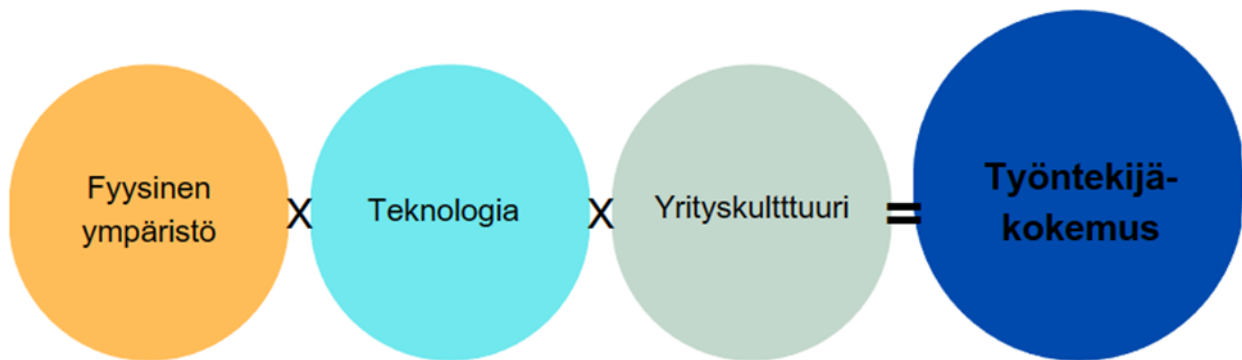 Fyysinen
ympäristö
X
Teknologia
X
Yrityskultttuuri
=
Työntekijä-
kokemus